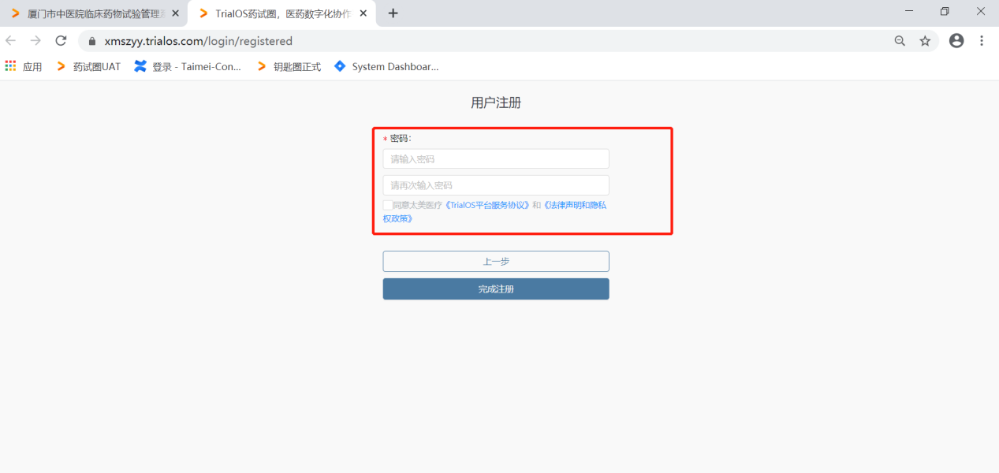 厦门市中医院临床药物试验管理
TrialOS药试圈，医药数字化协作
xmszyy.trialos.com/login/registered
应用
药试圈UAT
登录 - Taimei-Con...
钥匙圈正式
System Dashboar...
用户注册
* 密码：
请输入密码
请再次输入密码
同意太美医疗《TrialOS平台服务协议》和《法律声明和隐私
权政策》
上一步
完成注册